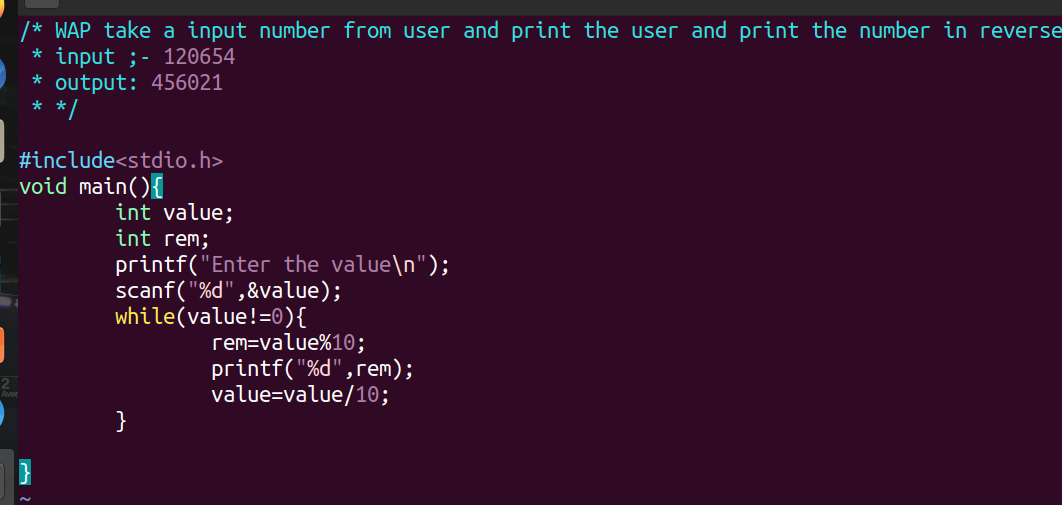 /* WAP take a input number from user and print the user and print the number in reverse
 * input ;- 120654
 * output: 456021
 * */
#include<stdio.h>
void main(){
        int value;
        int rem;
        printf("Enter the value\n");
        scanf("%d",&value);
        while(value!=0){
                rem=value%10;
                printf("%d",rem);
                value=value/10;
        }
}
~
2